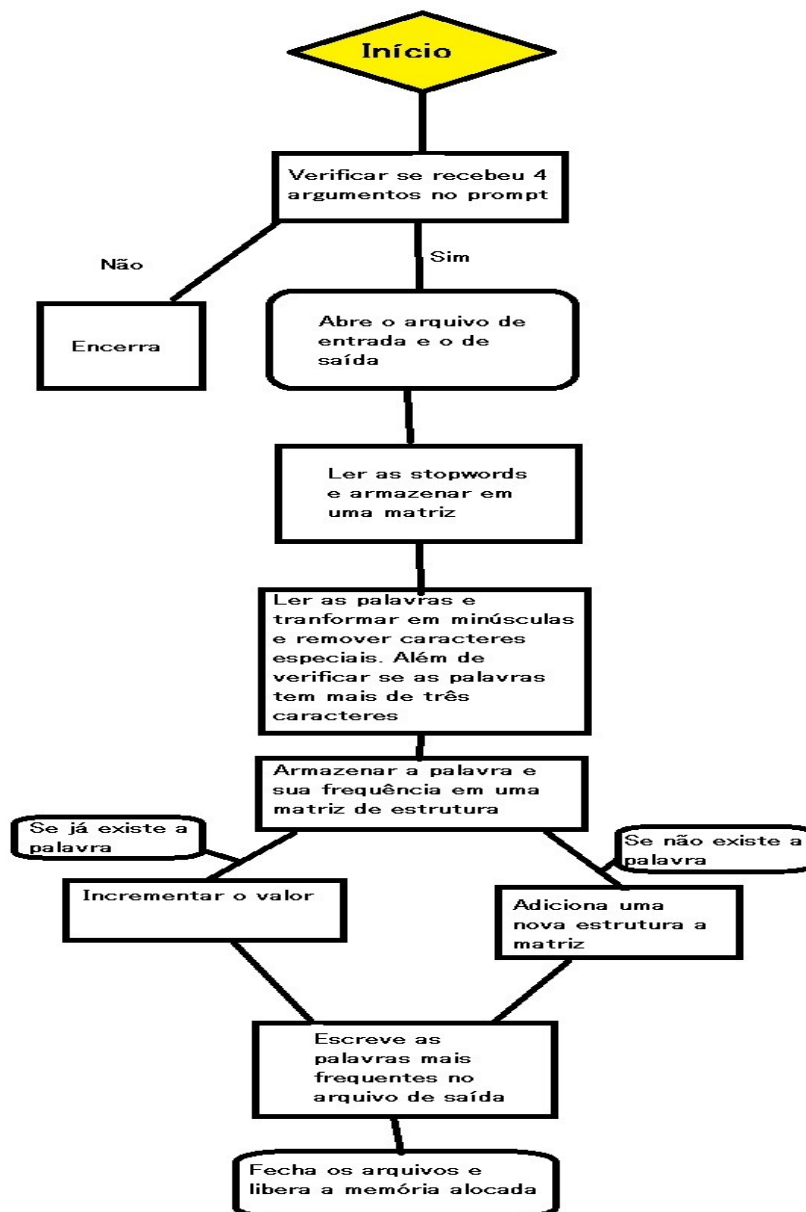 Início
Verificar se recebeu 4
argumentos no prompt
Não
Sim
Encerra
Abre o arquivo de
entrada e o de
saída
Ler as stopwords
e armazenar em
uma matriz
Ler as palavras e
tranformar em minúsculas
e remover caracteres
especiais. Além de
verificar se as palavras
tem mais de três
caracteres
Armazenar a palavra e
sua frequência em uma
matriz de estrutura
Se já existe a
palavra
Se não existe a
palavra
Incrementar o valor
Adiciona uma
nova estrutura a
matriz
Escreve as
palavras mais
frequentes no
arquivo de saída
Fecha os arquivos e
libera a memória alocada